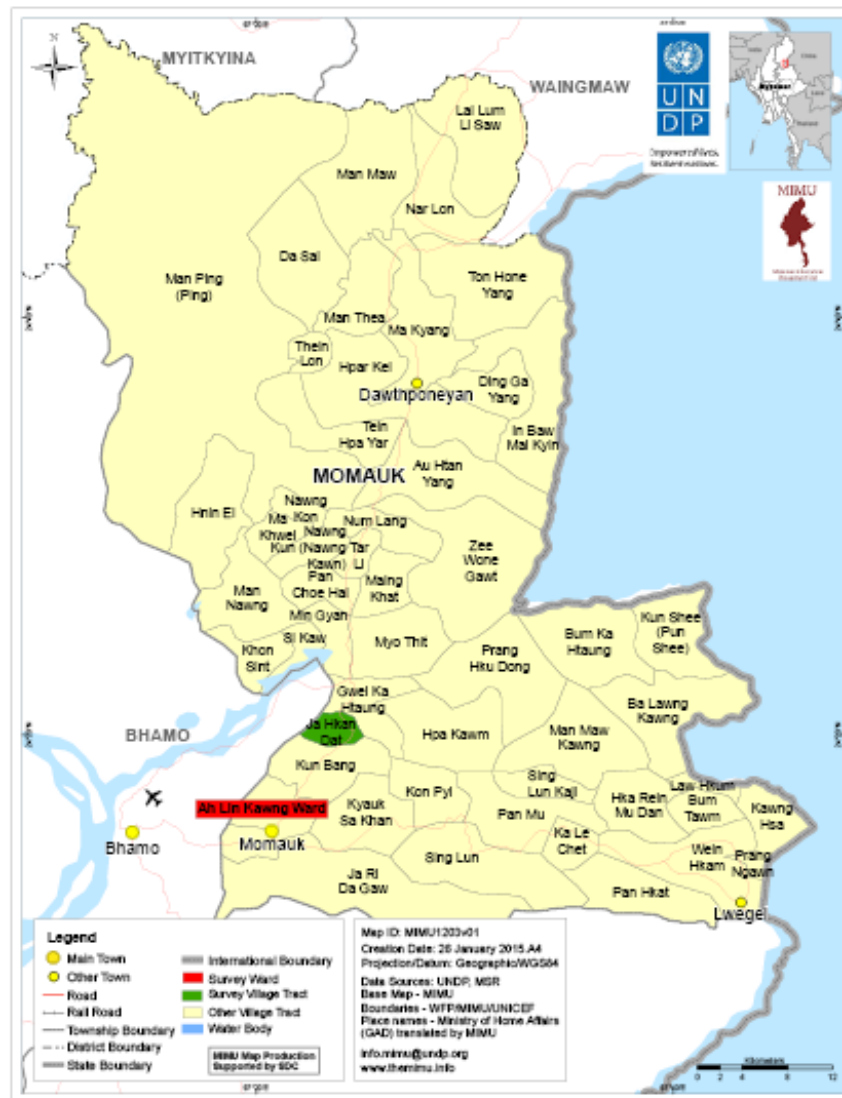 N
MYITKYINA
WAINGMAW
UN
DP
Empowered lives.
Resilient nations.
Myanmar
MIMU
Lai Lum
Li Saw
Man Maw
Nar Lon
Da Sai
Man Ping
(Ping)
Ton Hone
Yang
Man Thea
Ma Kyang
Thein
Lon
Hpar Kei
Ding Ga
Yang
Dawthponeyan
In Baw
Mai Kyin
Tein
Hpa Yar
Au Htan
Yang
MOMAUK
Hnin Ei
Nawng
Kon
Ma
Khwei
Num Lang
Nawng
Kun (Nawng
Kawn)
Tar
Li
Zee
Wone
Gawt
Pan
Choe Hai
Maing
Khat
Man
Nawng
Min Gyan
Si Kaw
Myo Thit
Khon
Sint
Prang
Hku Dong
Bum Ka
Htaung
Kun Shee
(Pun
Shee)
Gwei Ka
Htaung
Ba Lawng
Kawng
Ja Hkan
Dat
Hpa Kawm
Man Maw
Kawng
BHAMO
Kun Bang
Sing
Lun Kaji
Kon Pyi
Law Hkum
Bum
Tawm
Hka Rein
Mu Dan
Kawng
Hsa
Ah Lin Kawng Ward
Kyauk
Sa Khan
Pan Mu
Ka Le
Chet
Bhamo
Momauk
Sing Lun
Wein
Hkam
Prang
Ngawn
Ja Ri
Da Gaw
Pan Hkat
Lwegel
Legend
Main Town
Other Town
Road
Rail Road
Township Boundary
District Boundary
State Boundary
International Boundary
Survey Ward
Survey Village Tract
Other Village Tract
Water Body
MIMU Map Production
Supported by SDC
Map ID: MIMU1203v01
Creation Date: 26 January 2015.A4
Projection/Datum: Geographic/WGS84
Data Sources: UNDP, MSR
Base Map - MIMU
Boundaries - WFP/MIMU/UNICEF
Place names - Ministry of Home Affairs
(GAD) translated by MIMU
info.mimu@undp.org
www.themimu.info
Kilometers
0 2 4 8 12